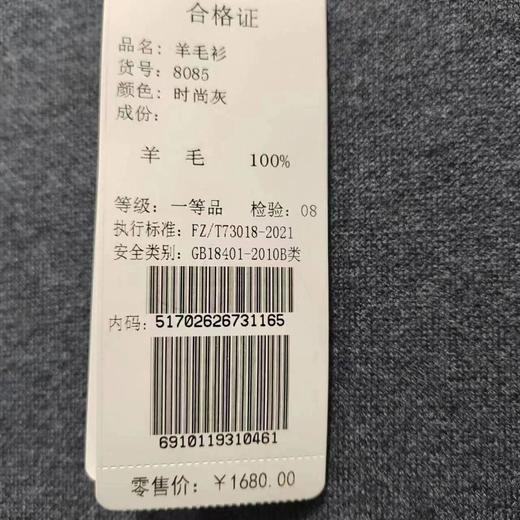 合格证
品名: 羊毛衫
货号: 8085
颜色: 时尚灰
成份:
羊 毛 100%
等级: 一等品 检验: 08
执行标准: FZ/T73018-2021
安全类别: GB18401-2010B类
内码: 51702626731165
6910119310461
零售价: ¥1680.00